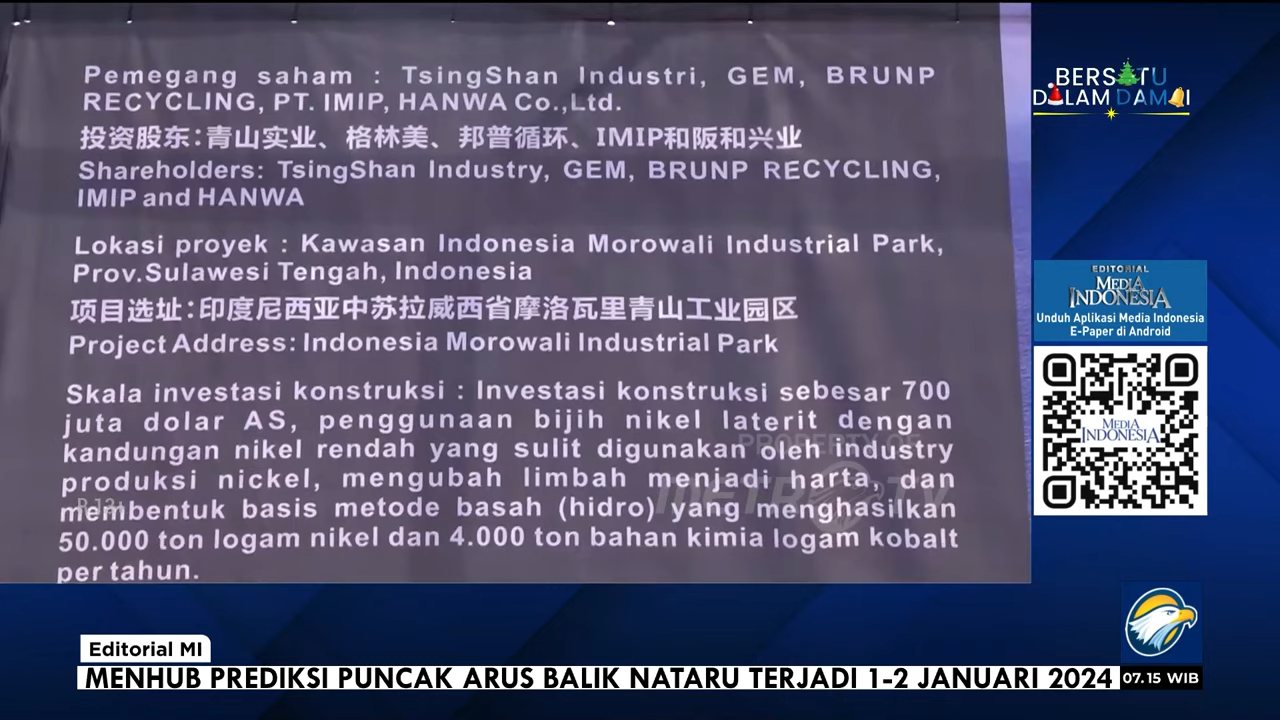 Pemegang saham : TsingShan Industri, GEM, BRUNP
RECYCLING, PT. IMIP, HANWA Co.,Ltd.
投资股东:青山实业、格林美、邦普循环、IMIP和阪和兴业
Shareholders: TsingShan Industry, GEM, BRUNP RECYCLING,
IMIP and HANWA
Lokasi proyek : Kawasan Indonesia Morowali Industrial Park,
Prov.Sulawesi Tengah, Indonesia
项目选址:印度尼西亚中苏拉威西省摩洛瓦里青山工业园区
Project Address: Indonesia Morowali Industrial Park
Skala investasi konstruksi : Investasi konstruksi sebesar 700
juta dolar AS, penggunaan bijih nikel laterit dengan
kandungan nikel rendah yang sulit digunakan oleh industry
produksi nickel, mengubah limbah menjadi harta, dan
membentuk basis metode basah (hidro) yang menghasilkan
50.000 ton logam nikel dan 4.000 ton bahan kimia logam kobalt
per tahun.
PROPERTY OF
METRO TV
BERSATU
DALAM DAMAI
EDITORIAL
MEDIA
INDONESIA
Unduh Aplikasi Media Indonesia
E-Paper di Android
MEDIA
INDONESIA
Editorial MI
MENHUB PREDIKSI PUNCAK ARUS BALIK NATARU TERJADI 1-2 JANUARI 2024
07.15 WIB